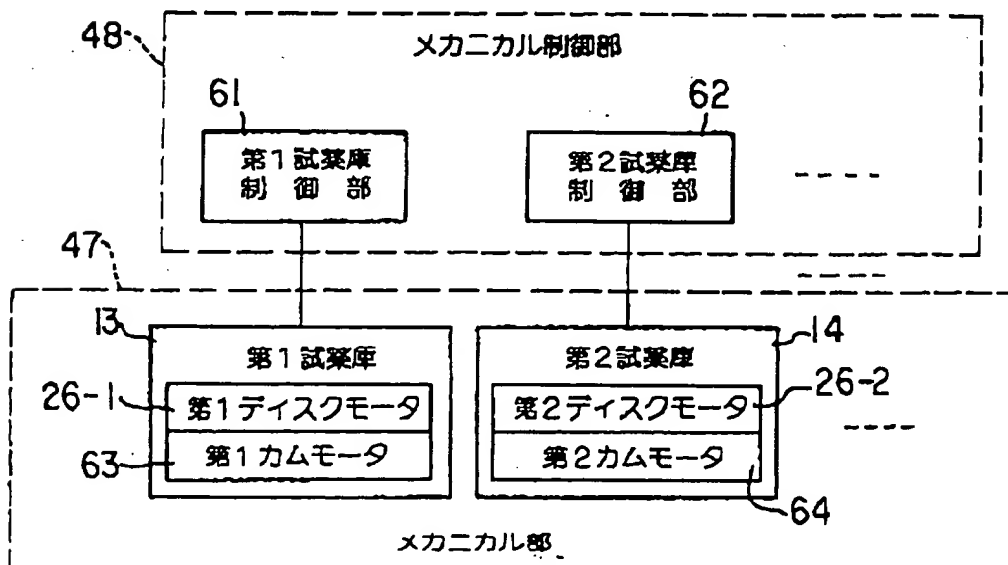 48
メカニカル制御部
61
62
第1試薬庫
制御部
第2試薬庫
制御部
47
13
14
第1試薬庫
第2試薬庫
26-1
第1ディスクモータ
第2ディスクモータ
26-2
63
第1カムモータ
第2カムモータ
64
メカニカル部